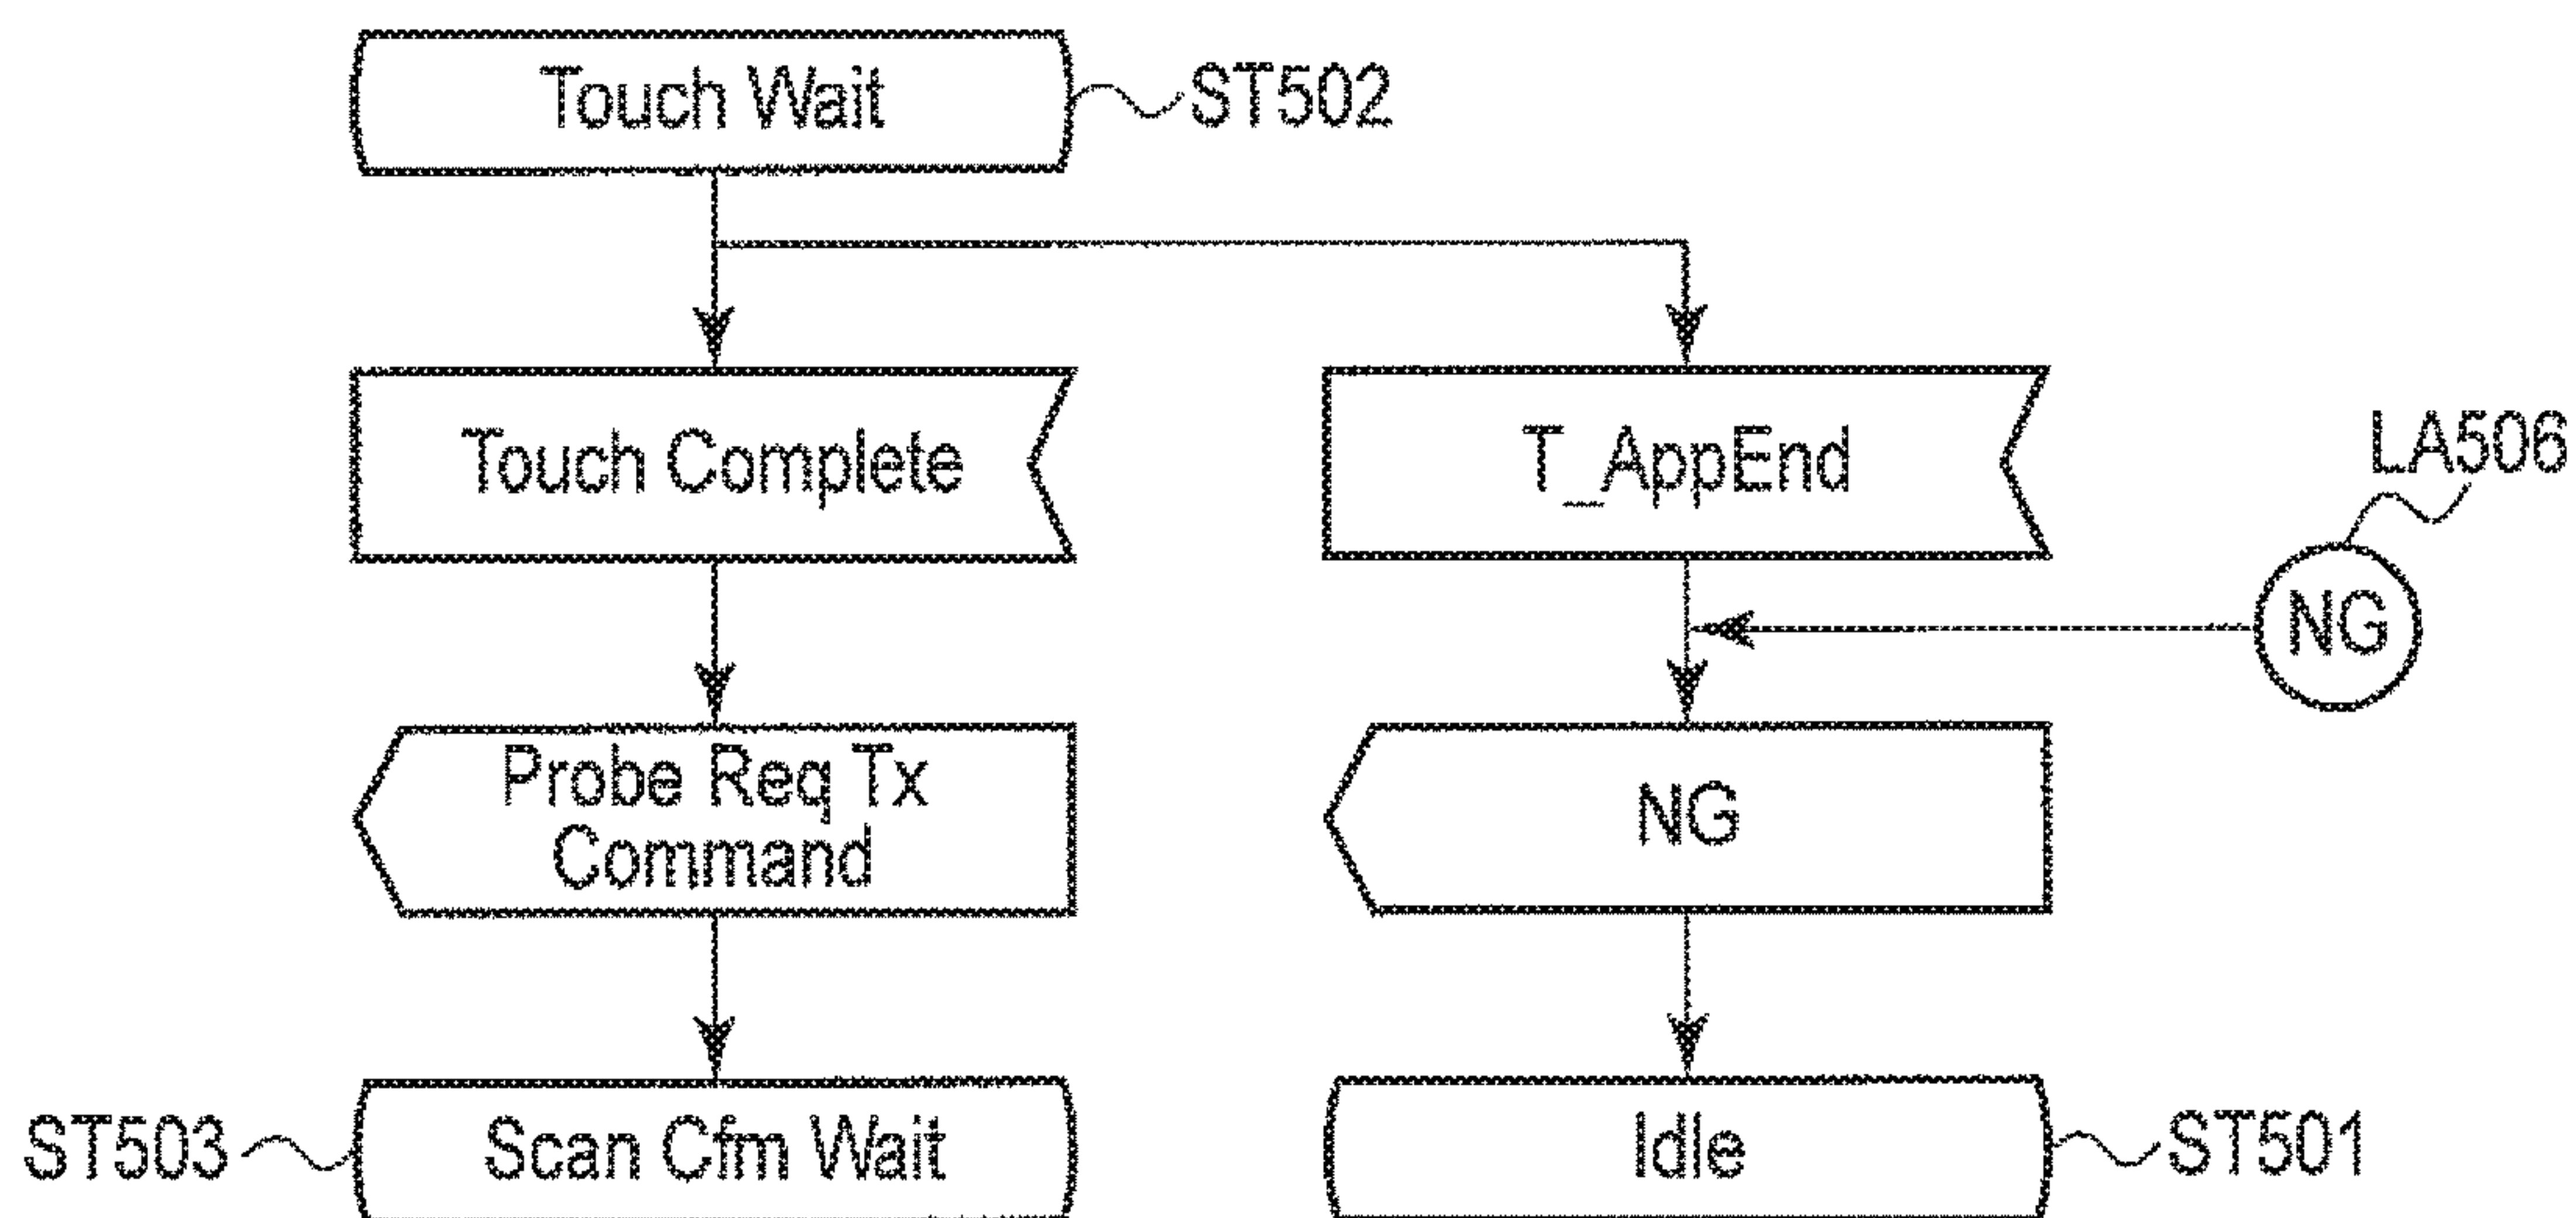 Touch Wait
ST502
Touch Complete
T_AppEnd
LA506
NG
Probe Req Tx
Command
NG
ST503
Scan Cfm Wait
Idle
ST501